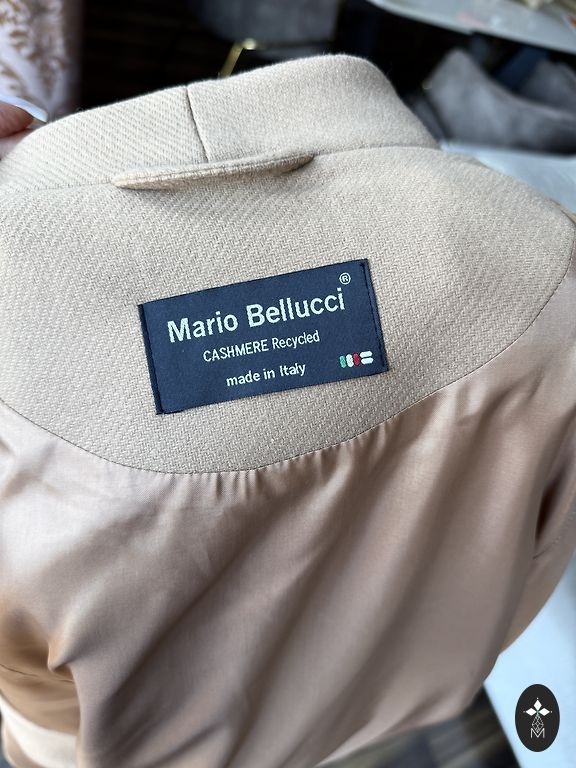 ®
Mario Bellucci
CASHMERE Recycled
made in Italy
M